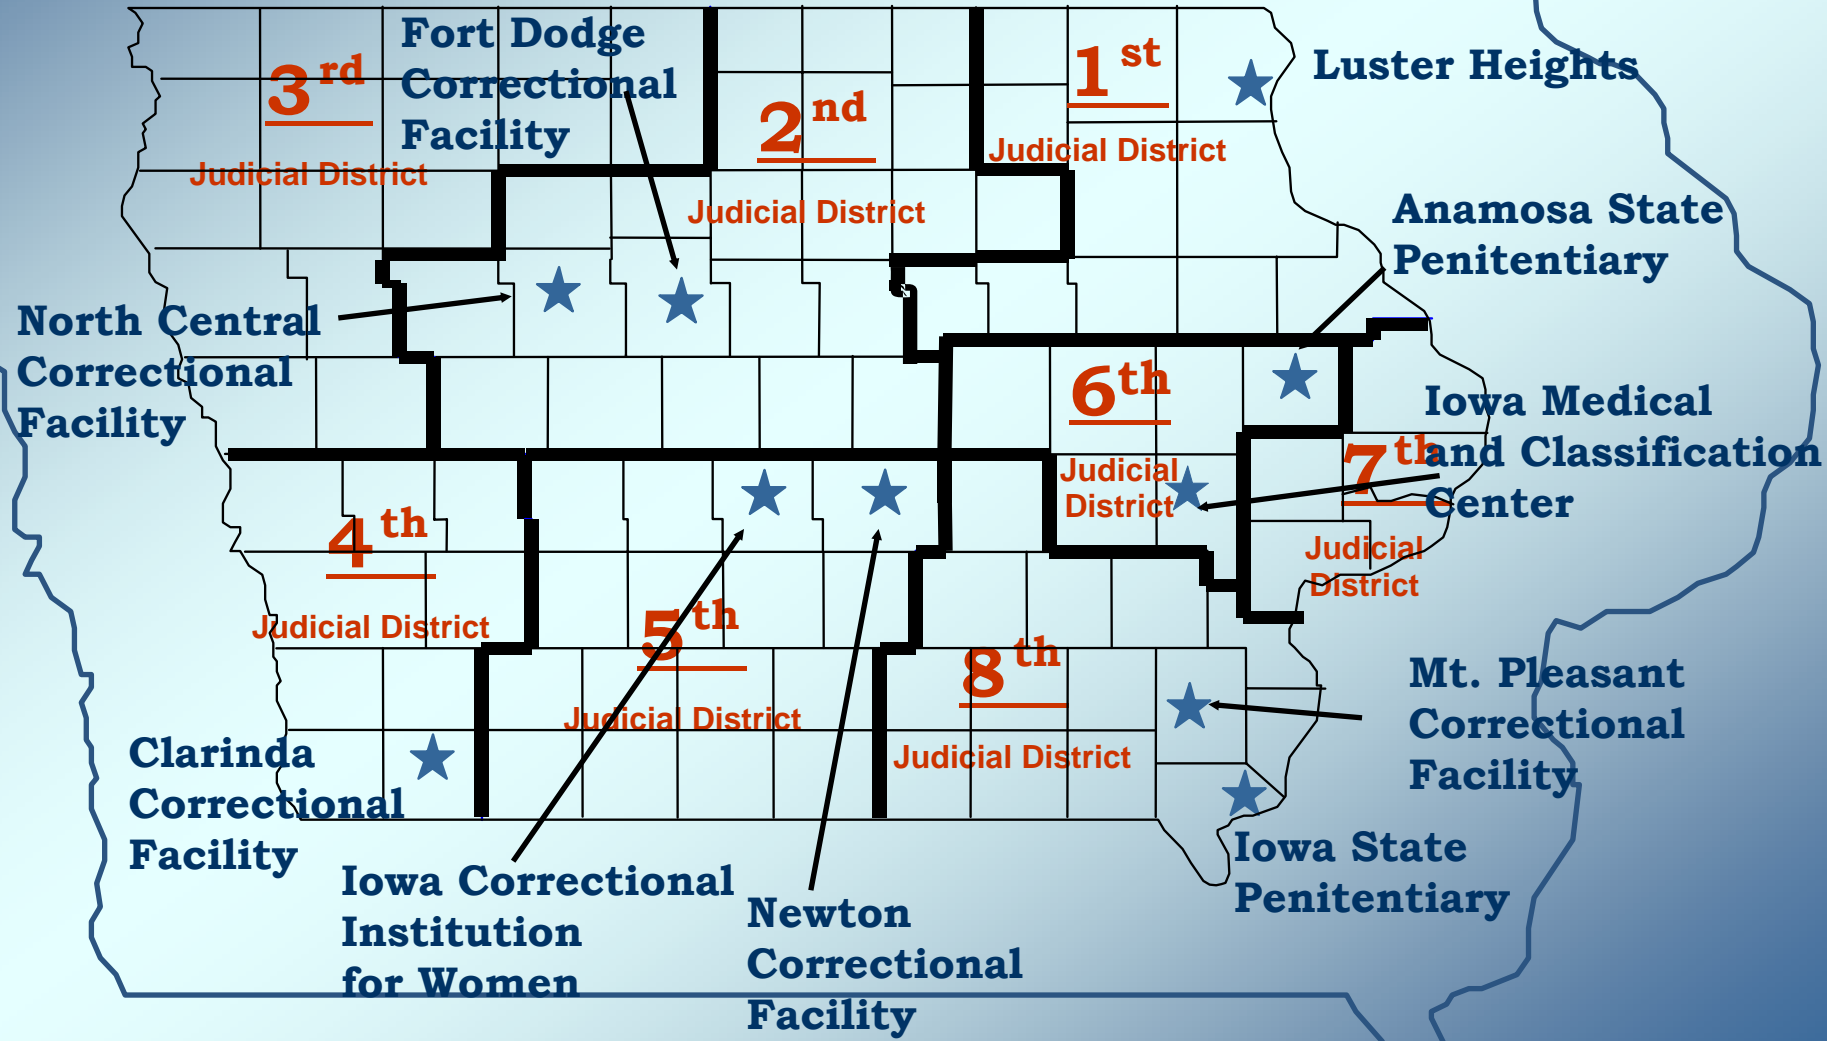 Fort Dodge
Correctional
Facility
3rd
Judicial District
2nd
Judicial District
1st
Judicial District
Luster Heights
Anamosa State
Penitentiary
North Central
Correctional
Facility
6th
Judicial
District
Iowa Medical
and Classification
Center
7th
Judicial
District
4th
Judicial District
5th
Judicial District
8th
Judicial District
Mt. Pleasant
Correctional
Facility
Clarinda
Correctional
Facility
Iowa State
Penitentiary
Iowa Correctional
Institution
for Women
Newton
Correctional
Facility